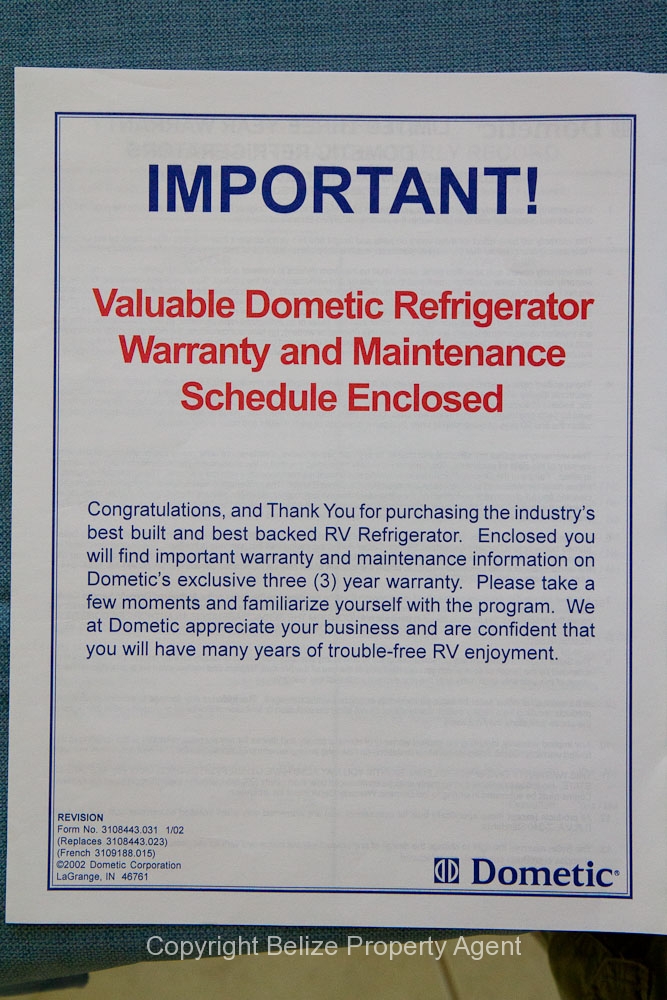 IMPORTANT!
Valuable Dometic Refrigerator
Warranty and Maintenance
Schedule Enclosed
Congratulations, and Thank You for purchasing the industry's
best built and best backed RV Refrigerator. Enclosed you
will find important warranty and maintenance information on
Dometic's exclusive three (3) year warranty. Please take a
few moments and familiarize yourself with the program. We
at Dometic appreciate your business and are confident that
you will have many years of trouble-free RV enjoyment.
REVISION
Form No. 3108443.031 1/02
(Replaces 3108443.023)
(French 3109188.015)
©2002 Dometic Corporation
LaGrange, IN 46761
Dometic®
Copyright Belize Property Agent